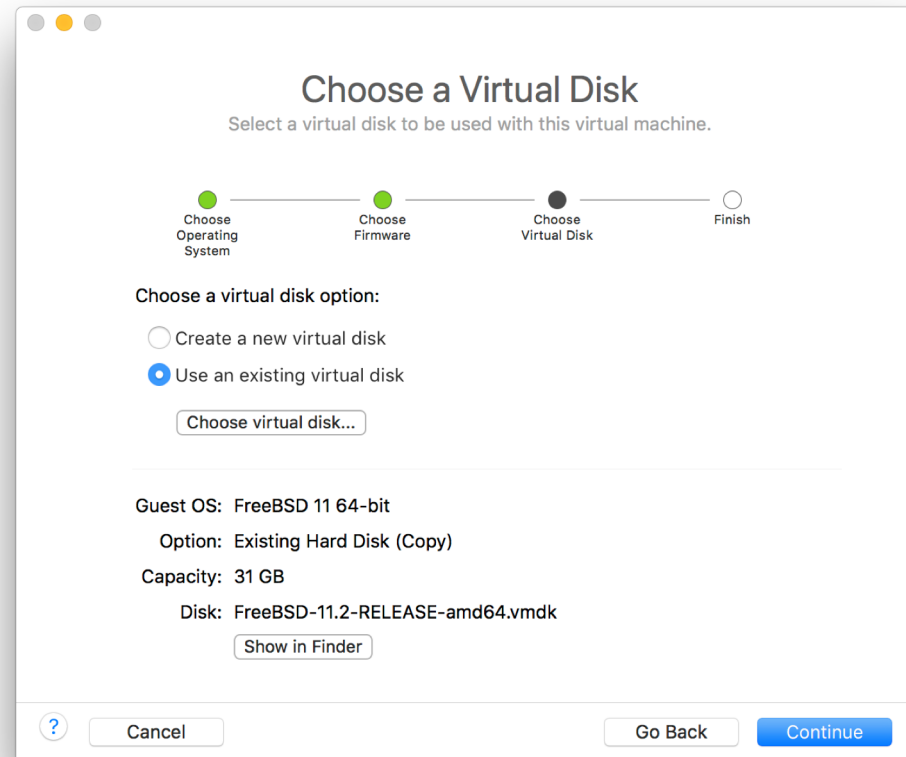 Choose a Virtual Disk
Select a virtual disk to be used with this virtual machine.
Choose
Operating
System
Choose
Firmware
Choose
Virtual Disk
Finish
Choose a virtual disk option:
Create a new virtual disk
Use an existing virtual disk
Choose virtual disk...
Guest OS: FreeBSD 11 64-bit
Option: Existing Hard Disk (Copy)
Capacity: 31 GB
Disk: FreeBSD-11.2-RELEASE-amd64.vmdk
Show in Finder
? Cancel Go Back Continue